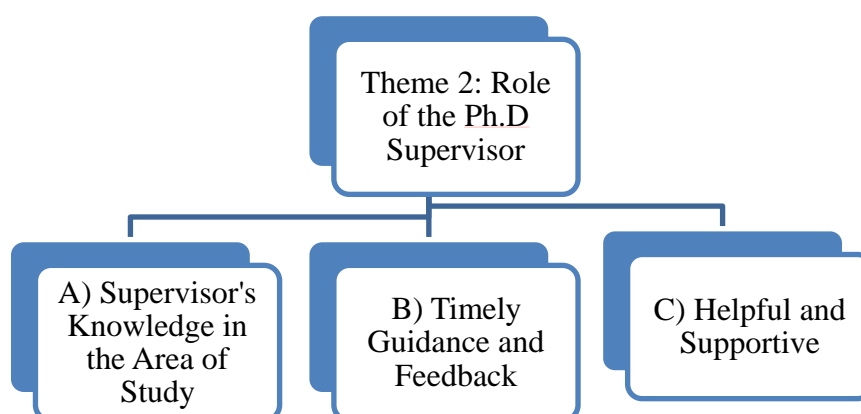 Theme 2: Role
of the Ph.D
Supervisor
A) Supervisor's
Knowledge in
the Area of
Study
B) Timely
Guidance and
Feedback
C) Helpful and
Supportive